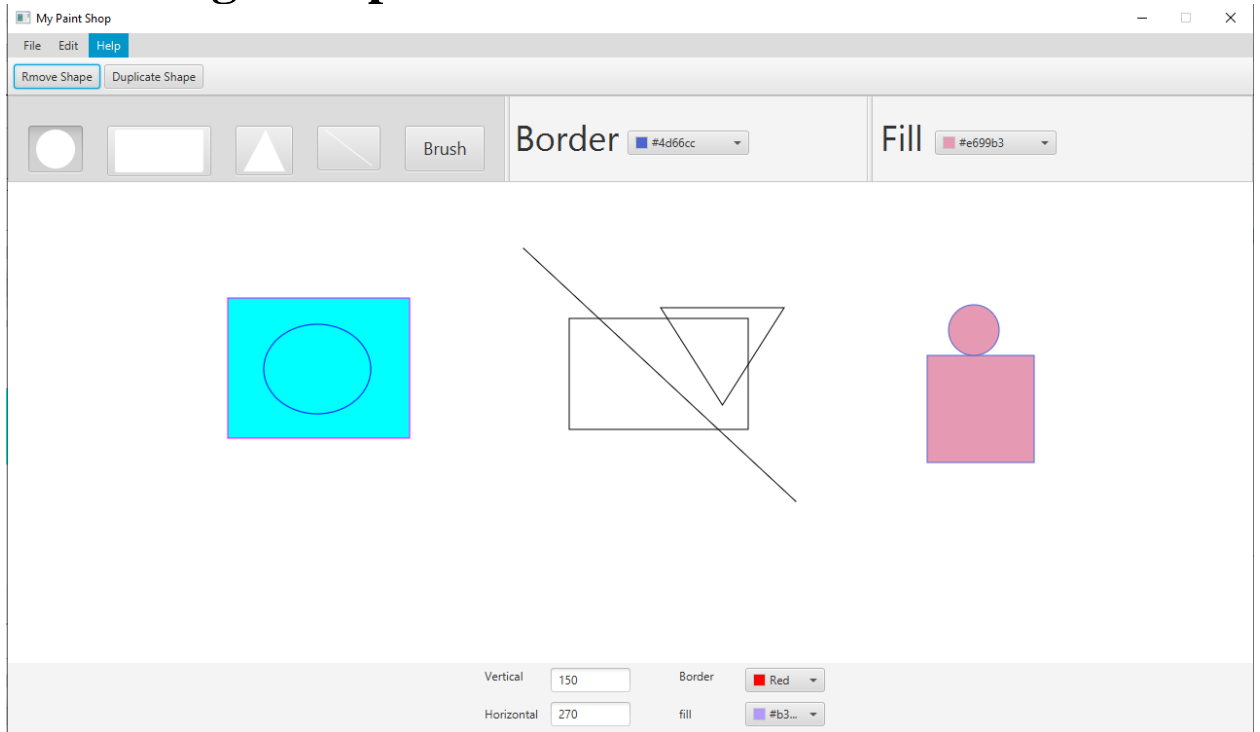 My Paint Shop
File Edit Help
Rmove Shape Duplicate Shape
Brush Border #4d66cc Fill #e699b3
Vertical 150 Border Red
Horizontal 270 fill #b3...